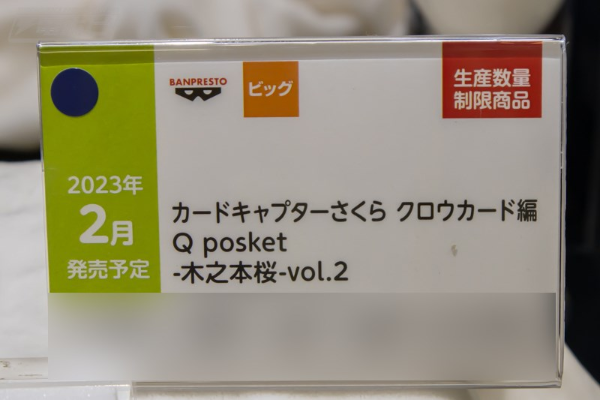 BANPRESTO
ビッグ
生産数量
制限商品
2023年
2月
発売予定
カードキャプターさくら クロウカード編
Q posket
-木之本桜-vol.2